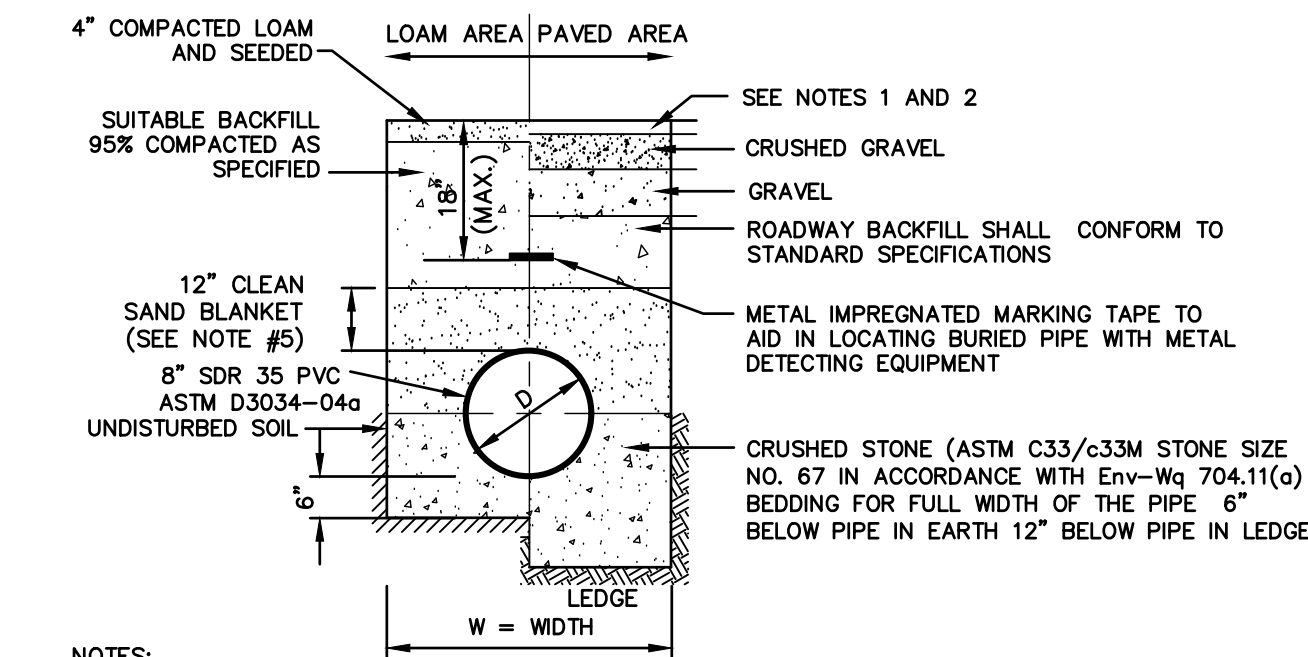 4" COMPACTED LOAM
AND SEEDED
LOAM AREA
PAVED AREA
SUITABLE BACKFILL
95% COMPACTED AS
SPECIFIED
18"
(MAX.)
SEE NOTES 1 AND 2
CRUSHED GRAVEL
GRAVEL
ROADWAY BACKFILL SHALL CONFORM TO
STANDARD SPECIFICATIONS
12" CLEAN
SAND BLANKET
(SEE NOTE #5)
METAL IMPREGNATED MARKING TAPE TO
AID IN LOCATING BURIED PIPE WITH METAL
DETECTING EQUIPMENT
8" SDR 35 PVC
ASTM D3034-04a
UNDISTURBED SOIL
D
6"
CRUSHED STONE (ASTM C33/c33M STONE SIZE
NO. 67 IN ACCORDANCE WITH Env-Wq 704.11(a)
BEDDING FOR FULL WIDTH OF THE PIPE 6"
BELOW PIPE IN EARTH 12" BELOW PIPE IN LEDGE
LEDGE
W = WIDTH
NOTES: